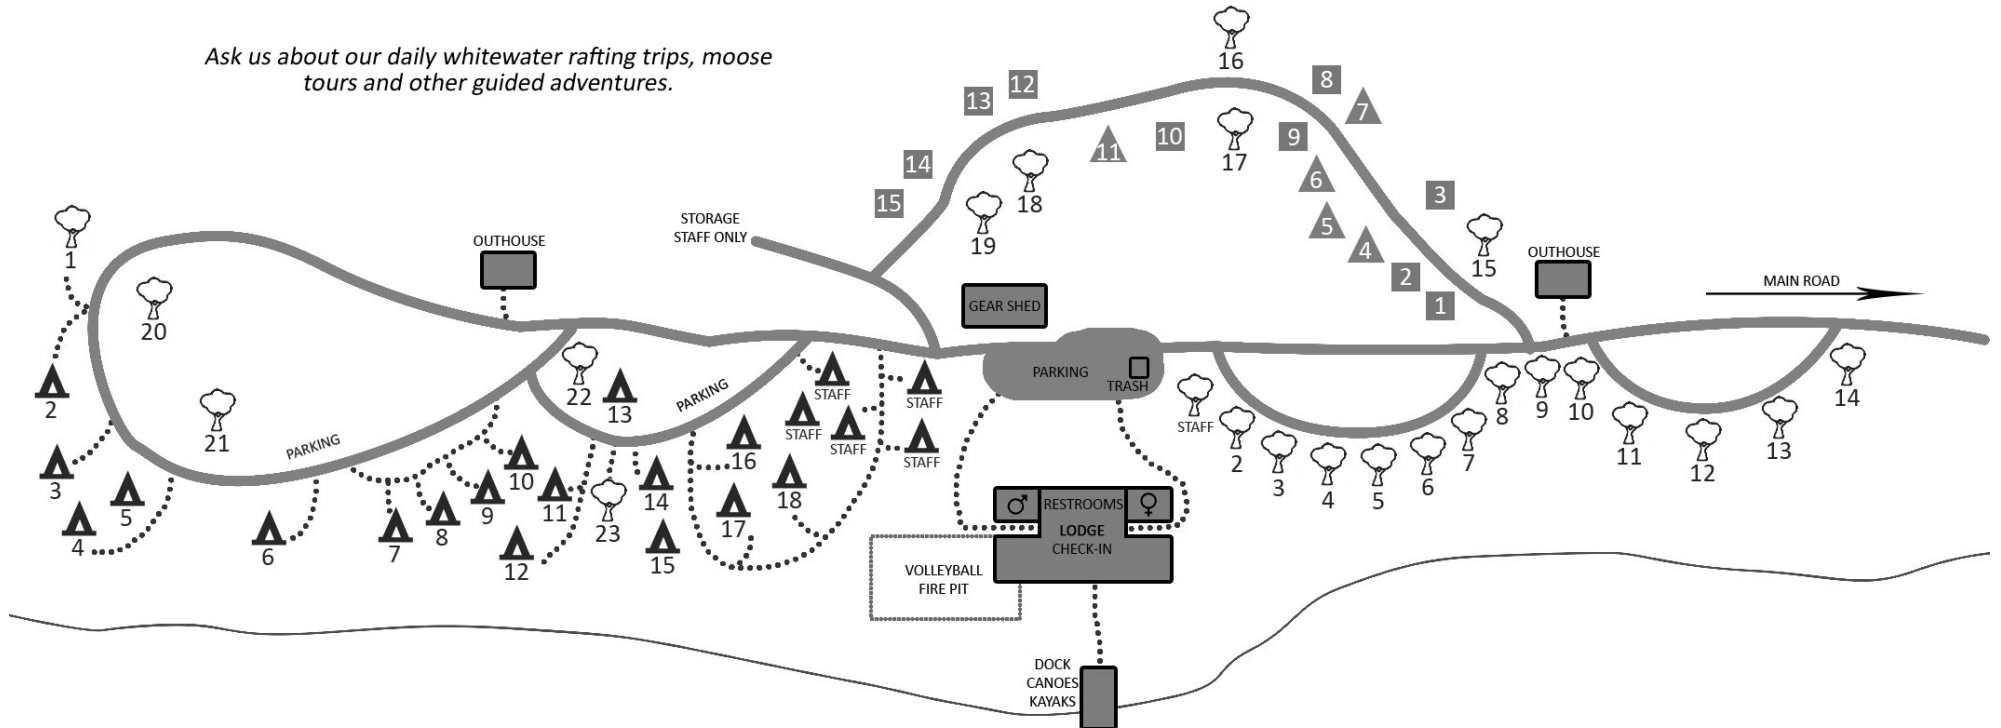 Ask us about our daily whitewater rafting trips, moose
tours and other guided adventures.
16
8
7
12
13
10
17
9
11
6
14
18
15
19
3
5
4
15
2
1
STORAGE
STAFF ONLY
OUTHOUSE
OUTHOUSE
MAIN ROAD
GEAR SHED
1
20
21
22
13
PARKING
PARKING
PARKING
TRASH
STAFF
STAFF
STAFF
STAFF
STAFF
STAFF
2
3
4
5
6
7
8
9
10
11
12
23
14
15
16
17
18
2
3
4
5
6
7
8
9
10
11
12
13
14
RESTROOMS
LODGE
CHECK-IN
VOLLEYBALL
FIRE PIT
DOCK
CANOES
KAYAKS